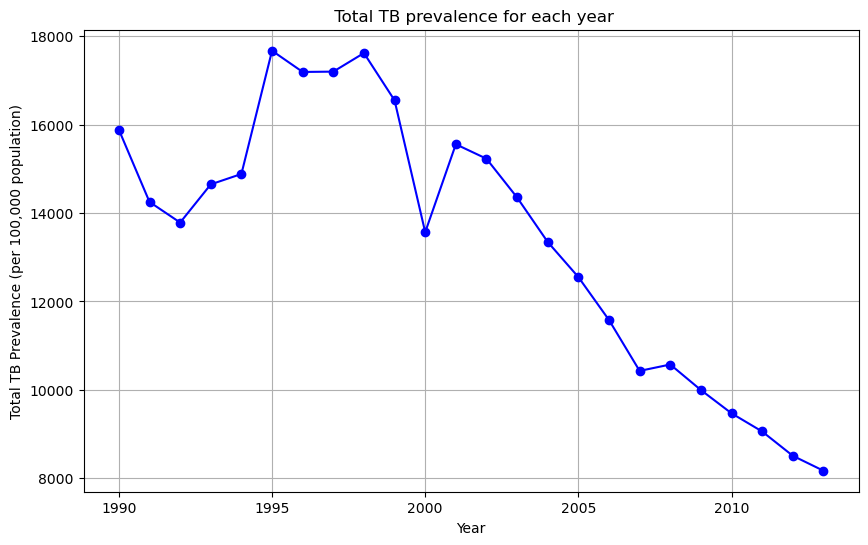 Total TB prevalence for each year
Total TB Prevalence (per 100,000 population)
18000
16000
14000
12000
10000
8000
1990 1995 2000 2005 2010
Year